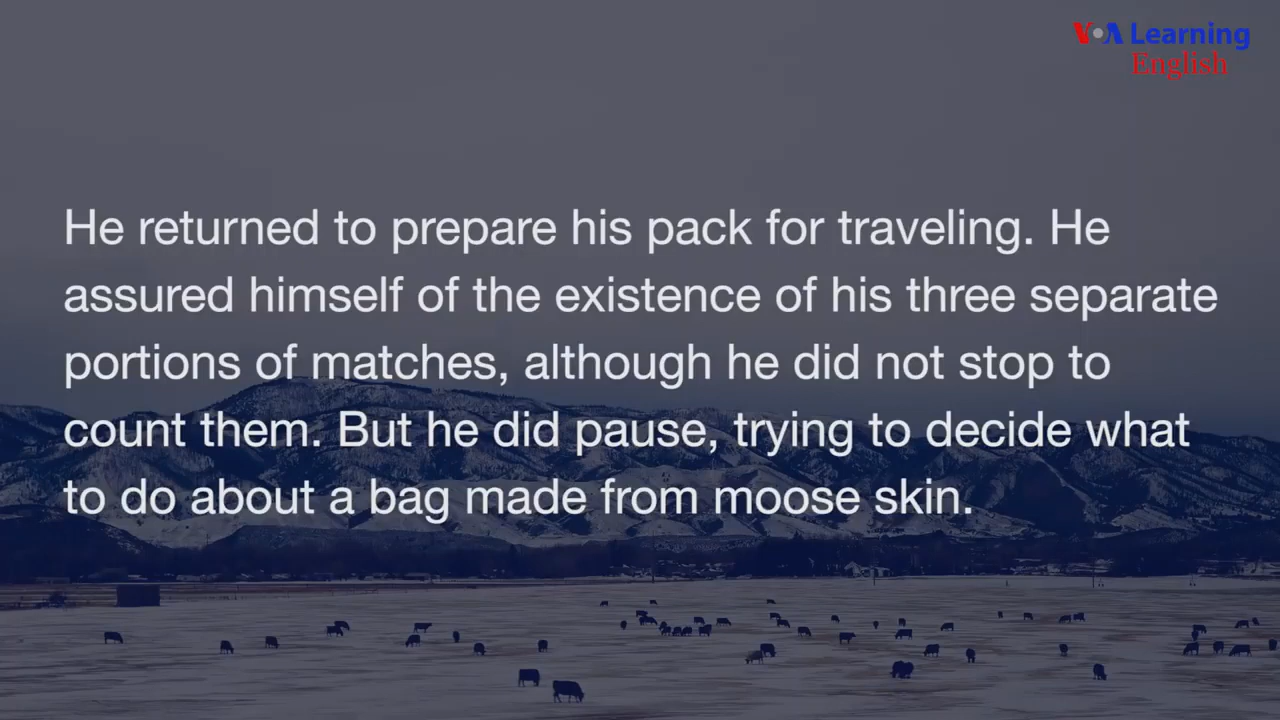 VOA Learning
English
He returned to prepare his pack for traveling. He
assured himself of the existence of his three separate
portions of matches, although he did not stop to
count them. But he did pause, trying to decide what
to do about a bag made from moose skin.